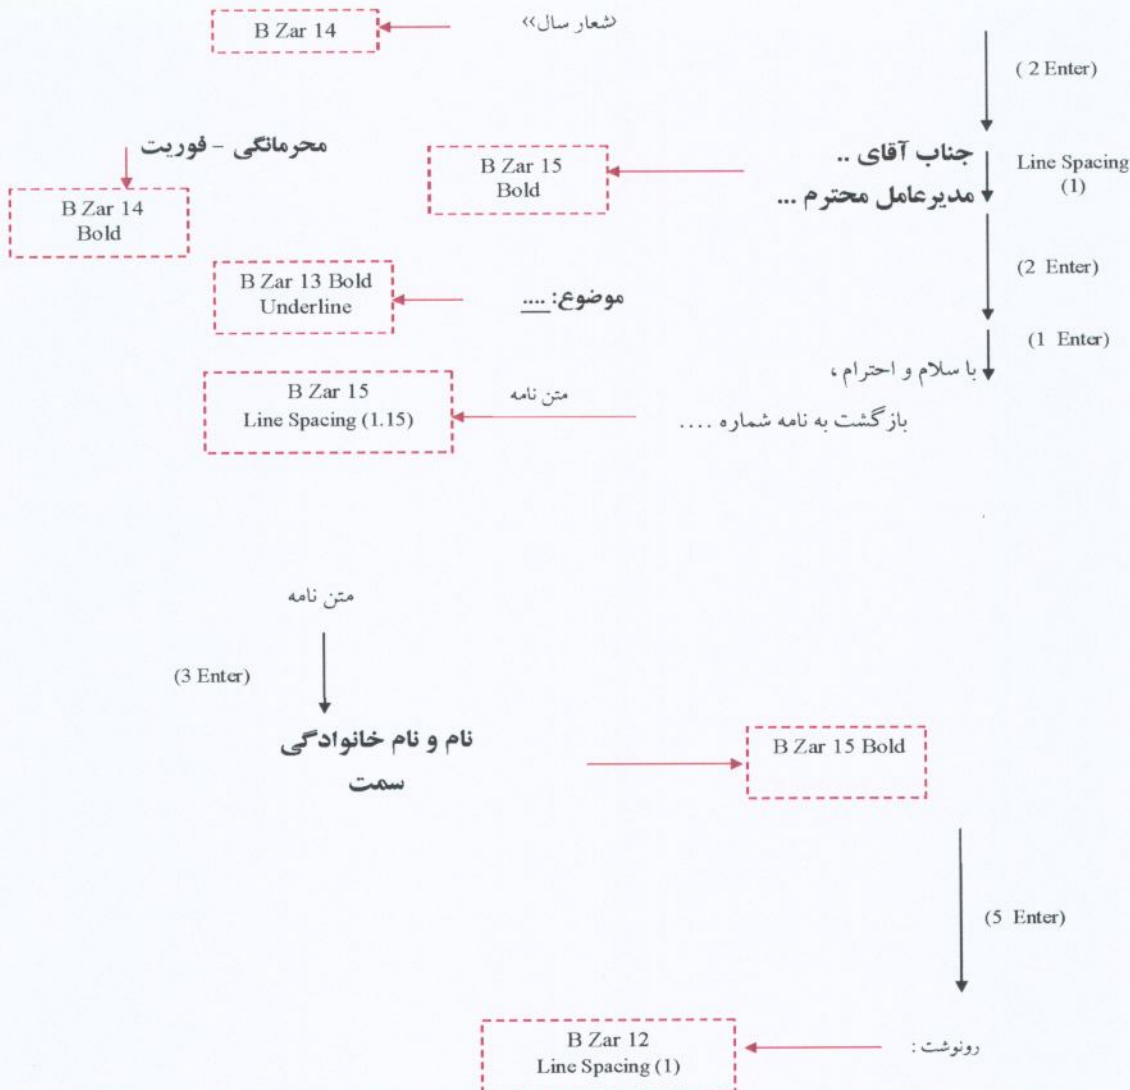 «شعار سال»
B Zar 14
( 2 Enter)
محرمانگی - فوریت
جناب آقای ..
B Zar 15
Bold
Line Spacing
(1)
مدیرعامل محترم ...
B Zar 14
Bold
(2 Enter)
موضوع: ....
B Zar 13 Bold
Underline
(1 Enter)
با سلام و احترام ،
متن نامه
B Zar 15
Line Spacing (1.15)
بازگشت به نامه شماره ....
متن نامه
(3 Enter)
نام و نام خانوادگی
سمت
B Zar 15 Bold
(5 Enter)
رونوشت :
B Zar 12
Line Spacing (1)